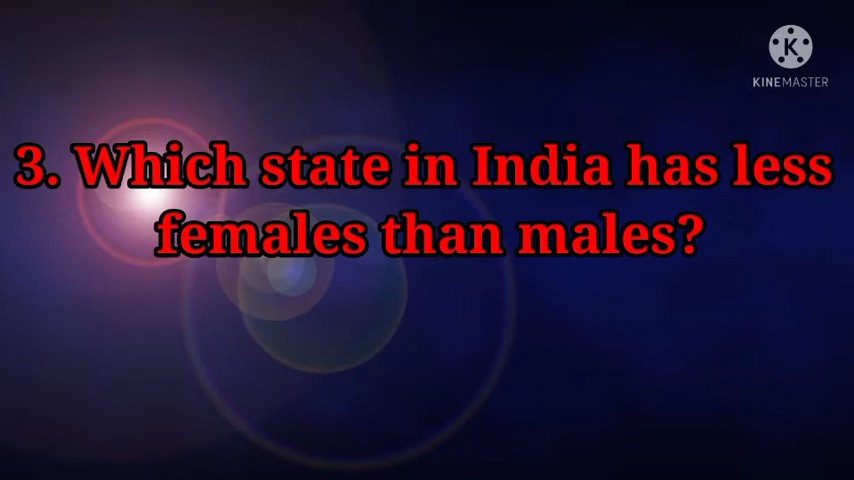 KINEMASTER
3. Which state in India has less
females than males?